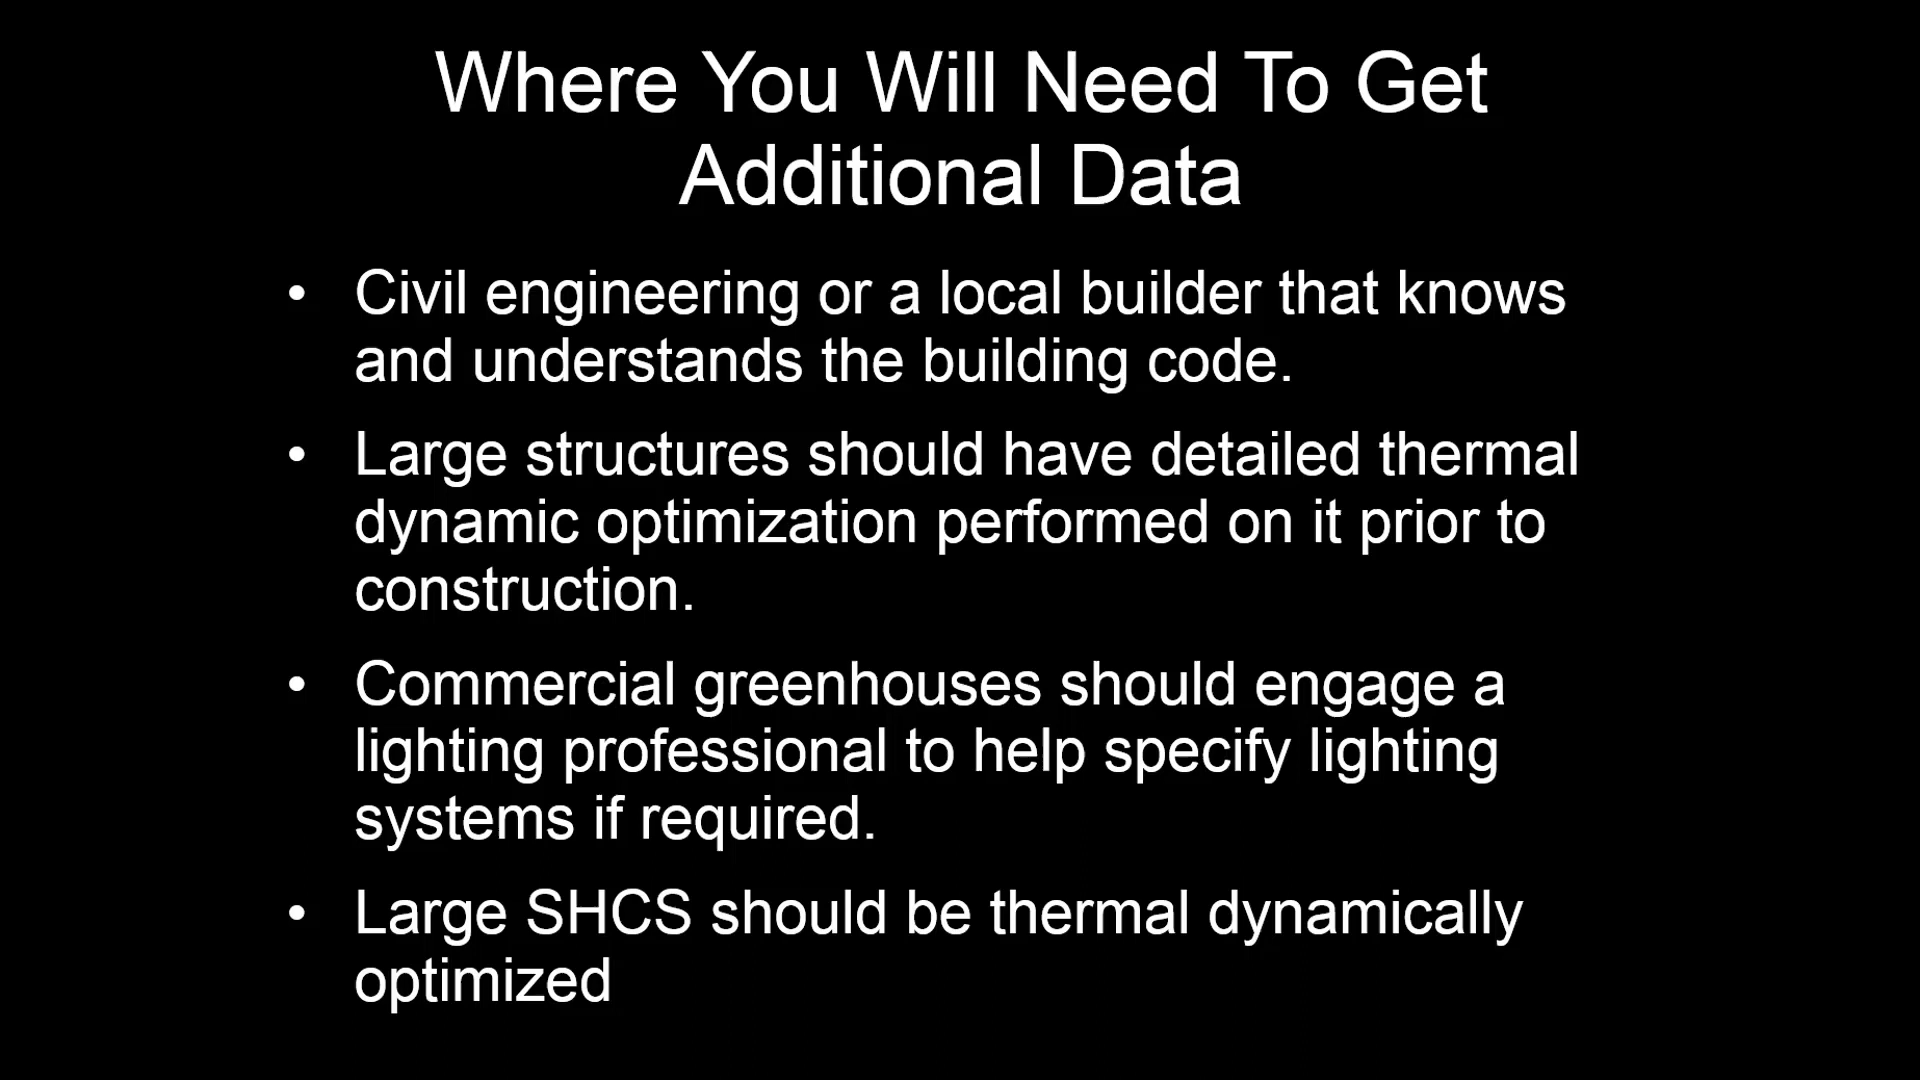 Where You Will Need To Get
Additional Data
• Civil engineering or a local builder that knows
and understands the building code.
• Large structures should have detailed thermal
dynamic optimization performed on it prior to
construction.
• Commercial greenhouses should engage a
lighting professional to help specify lighting
systems if required.
• Large SHCS should be thermal dynamically
optimized